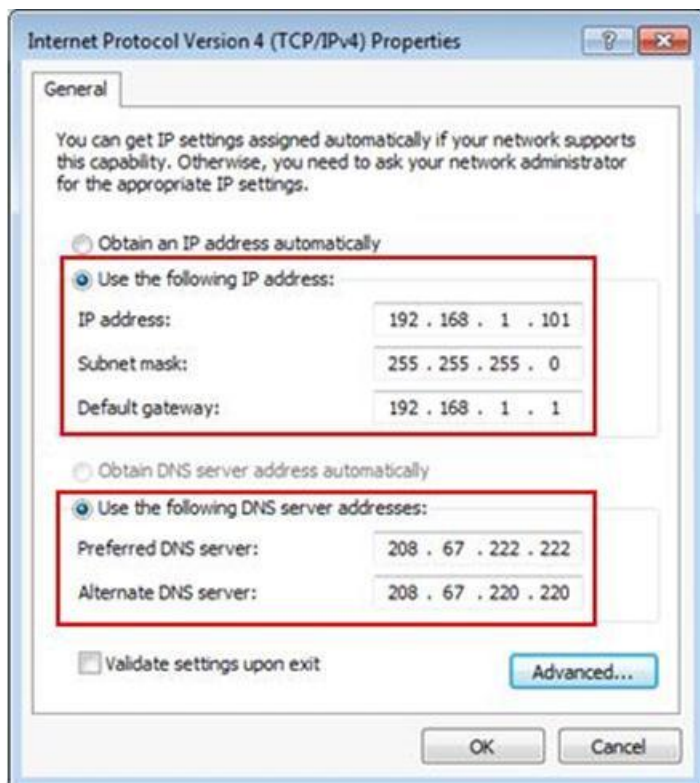 Internet Protocol Version 4 (TCP/IPv4) Properties
General
You can get IP settings assigned automatically if your network supports
this capability. Otherwise, you need to ask your network administrator
for the appropriate IP settings.
Obtain an IP address automatically
Use the following IP address:
IP address: 192 . 168 . 1 . 101
Subnet mask: 255 . 255 . 255 . 0
Default gateway: 192 . 168 . 1 . 1
Obtain DNS server address automatically
Use the following DNS server addresses:
Preferred DNS server: 208 . 67 . 222 . 222
Alternate DNS server: 208 . 67 . 220 . 220
Validate settings upon exit
Advanced...
OK Cancel